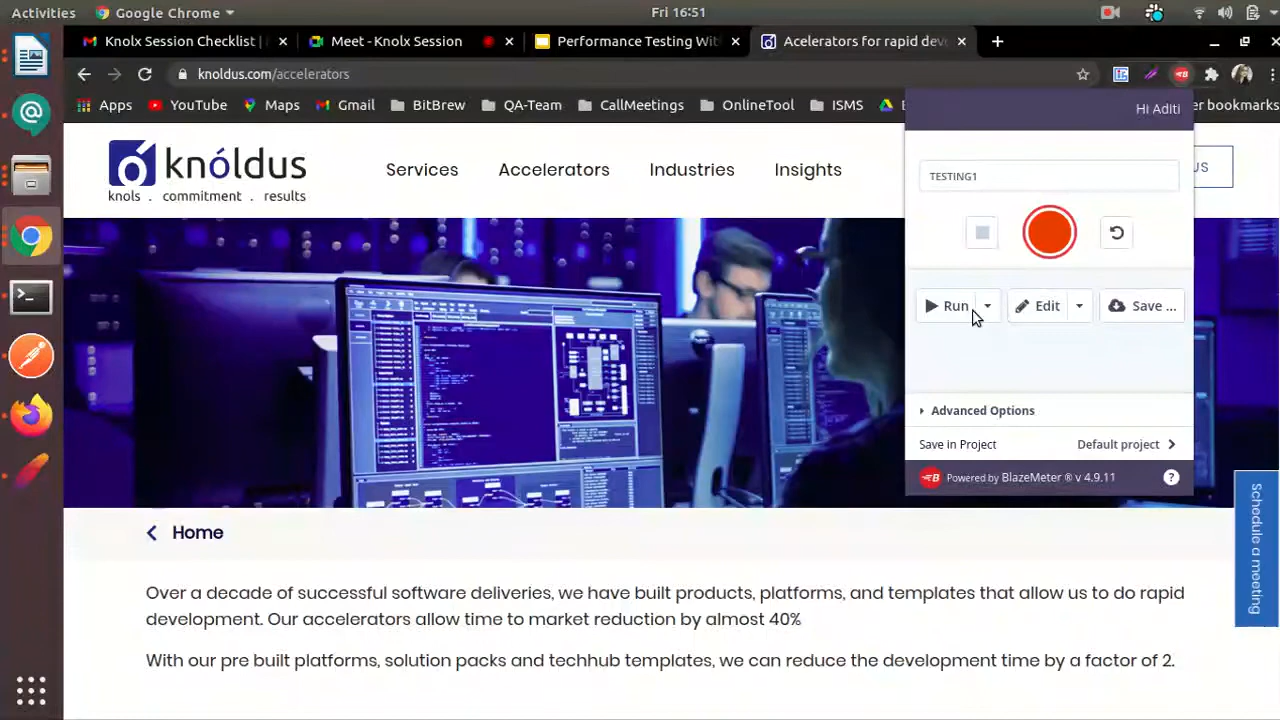 Activities Google Chrome Fri 16:51
Knolx Session Checklist | Meet - Knolx Session Performance Testing Wit Acelerators for rapid deve
knoldus.com/accelerators
Apps YouTube Maps Gmail BitBrew QA-Team CallMeetings OnlineTool ISMS er bookmarks
Hi Aditi
knóldus
knols . commitment . results
Services Accelerators Industries Insights
US
TESTING1
Run Edit Save ...
Advanced Options
Save in Project Default project
Powered by BlazeMeter ® v 4.9.11 ?
Schedule a meeting
Home
Over a decade of successful software deliveries, we have built products, platforms, and templates that allow us to do rapid
development. Our accelerators allow time to market reduction by almost 40%
With our pre built platforms, solution packs and techhub templates, we can reduce the development time by a factor of 2.